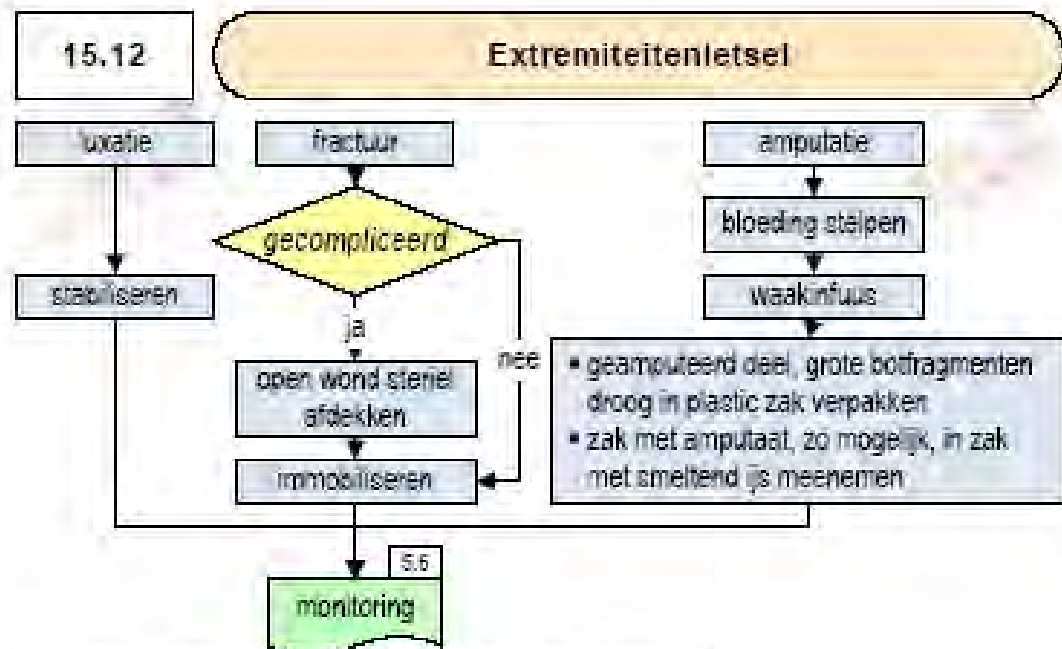 15.12
Extremiteitenletsel
luxatie
fractuur
amputatie
gecompliceerd
bloeding stelpen
stabiliseren
waakinfuus
ja
nee
open wond steriel
afdekken
immobiliseren
▪ geamputeerd deel, grote botfragmenten
droog in plastic zak verpakken
▪ zak met amputaat, zo mogelijk, in zak
met smeltend ijs meenemen
5.6
monitoring